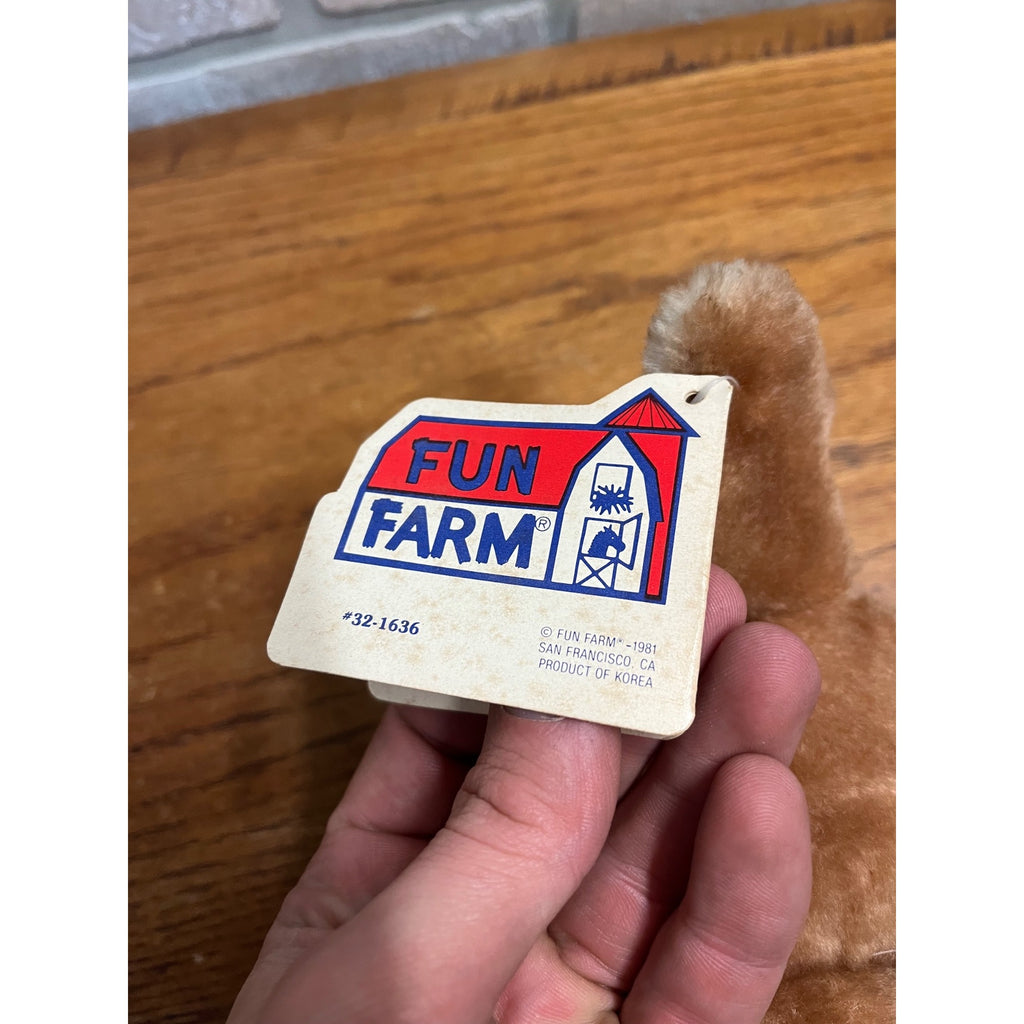 FUN
FARM®
#32-1636
© FUN FARM® -1981
SAN FRANCISCO, CA
PRODUCT OF KOREA